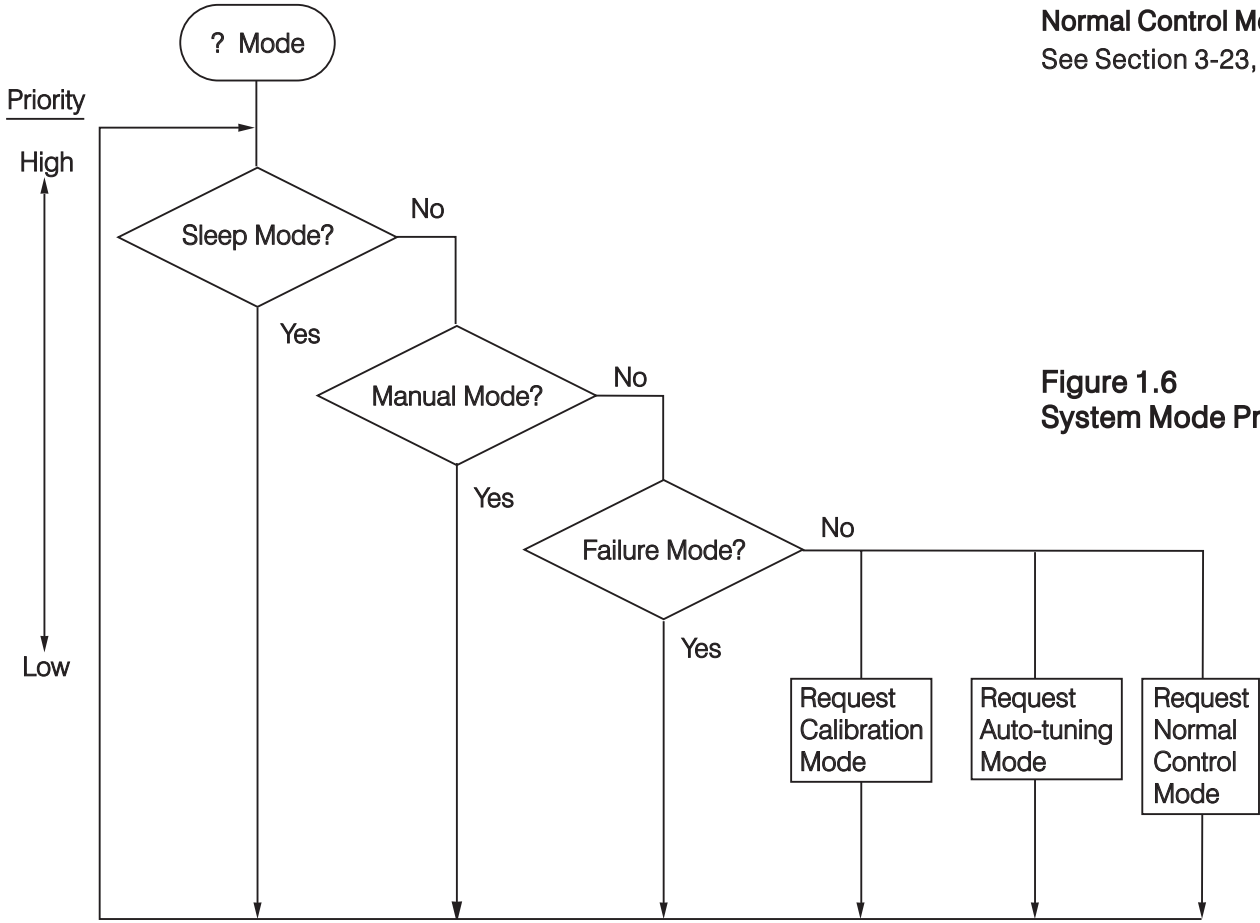 ? Mode
Normal Control Mo
See Section 3-23,
Priority
High
No
Sleep Mode?
Yes
No
Manual Mode?
Figure 1.6
System Mode Pr
Yes
No
Failure Mode?
Yes
Low
Request
Calibration
Mode
Request
Auto-tuning
Mode
Request
Normal
Control
Mode